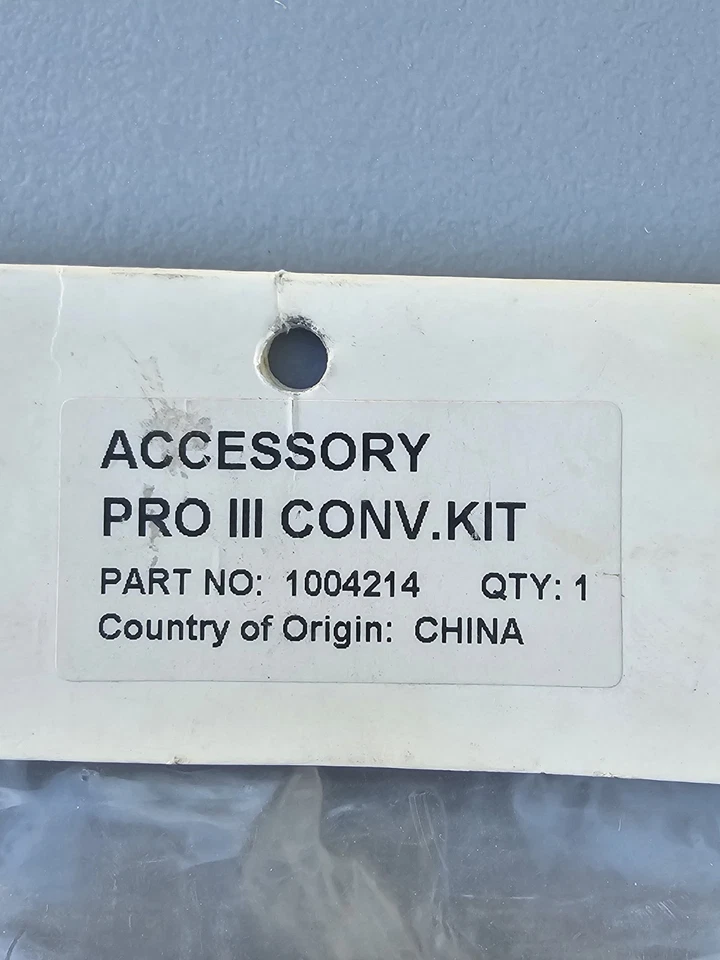 ACCESSORY
PRO III CONV.KIT
PART NO: 1004214 QTY: 1
Country of Origin: CHINA